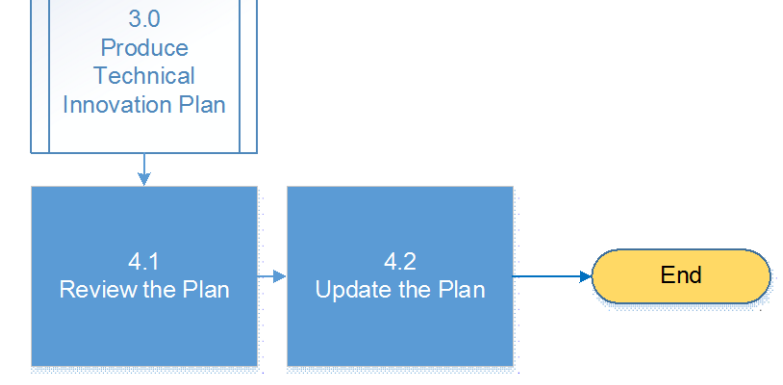 3.0
Produce
Technical
Innovation Plan
4.1
Review the Plan
4.2
Update the Plan
End